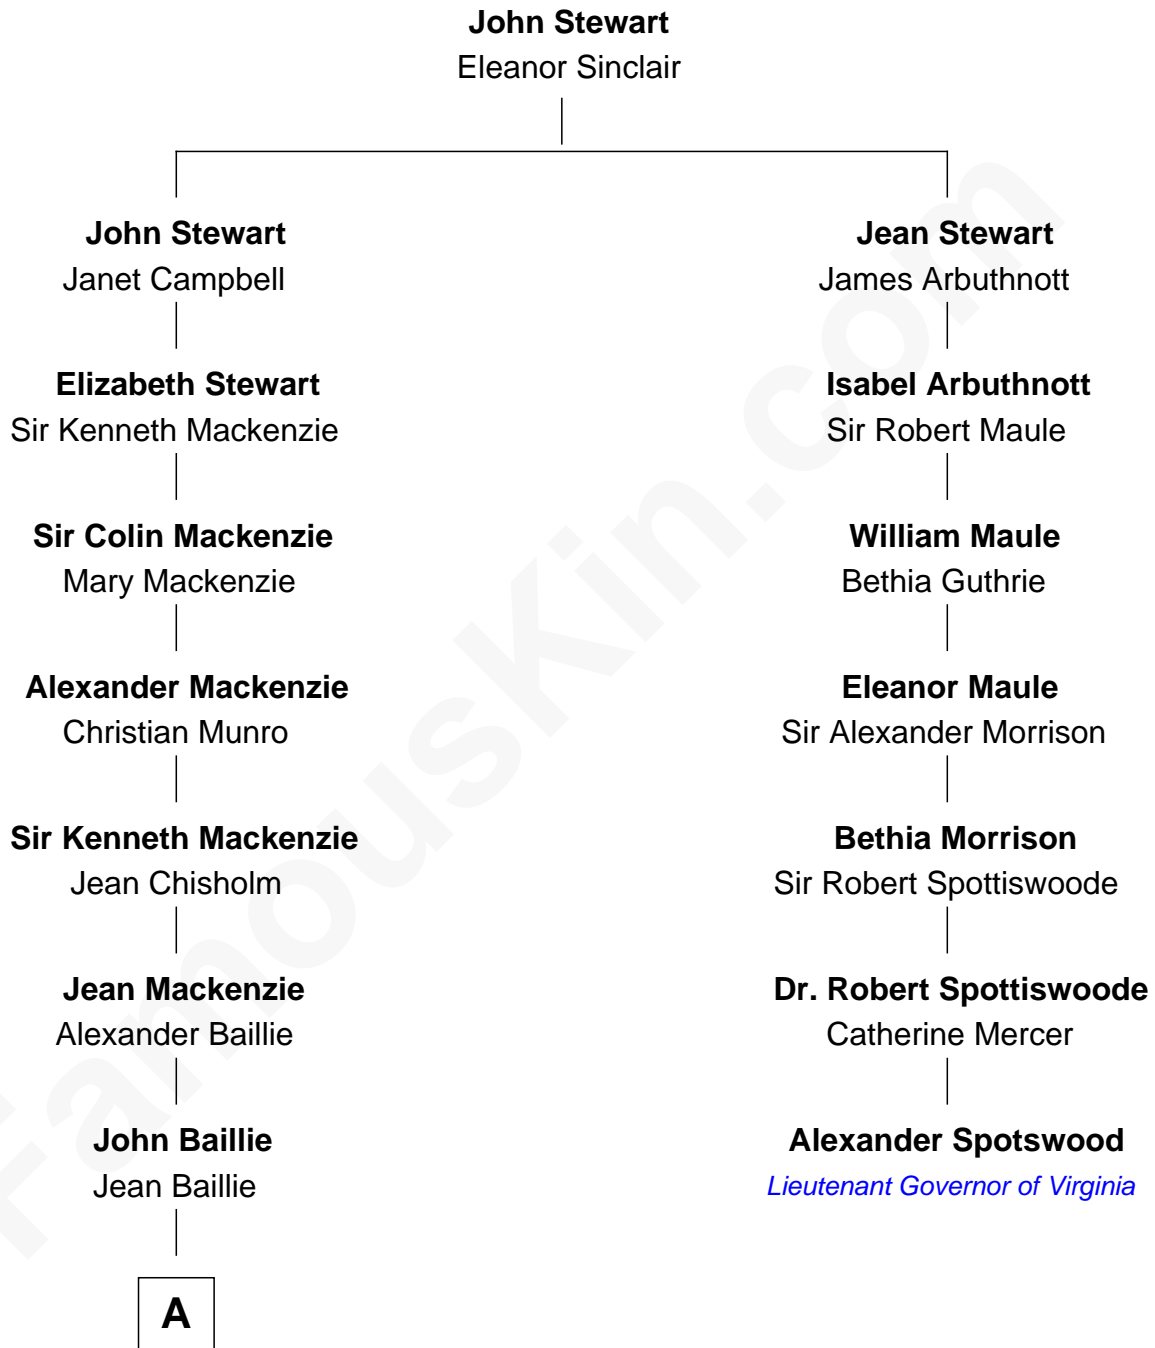 John Stewart
Eleanor Sinclair
John Stewart
Janet Campbell
Jean Stewart
James Arbuthnott
Elizabeth Stewart
Sir Kenneth Mackenzie
Isabel Arbuthnott
Sir Robert Maule
Sir Colin Mackenzie
Mary Mackenzie
William Maule
Bethia Guthrie
Alexander Mackenzie
Christian Munro
Eleanor Maule
Sir Alexander Morrison
Sir Kenneth Mackenzie
Jean Chisholm
Bethia Morrison
Sir Robert Spottiswoode
Jean Mackenzie
Alexander Baillie
Dr. Robert Spottiswoode
Catherine Mercer
John Baillie
Jean Baillie
Alexander Spotswood
Lieutenant Governor of Virginia
A
FamousKin.com